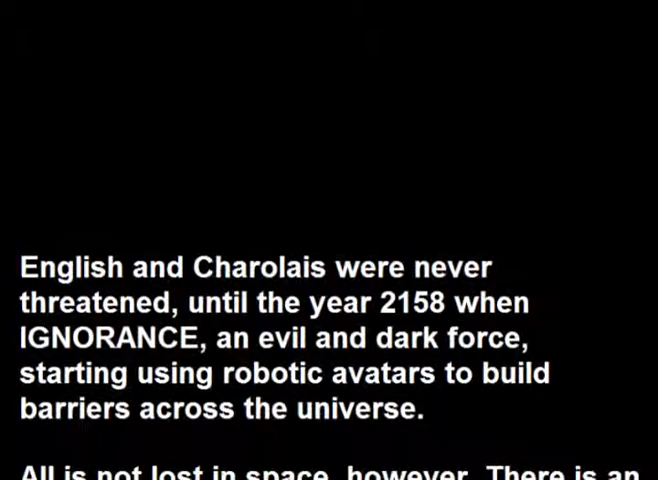 English and Charolais were never
threatened, until the year 2158 when
IGNORANCE, an evil and dark force,
starting using robotic avatars to build
barriers across the universe.
All is not lost in space, however. There is an